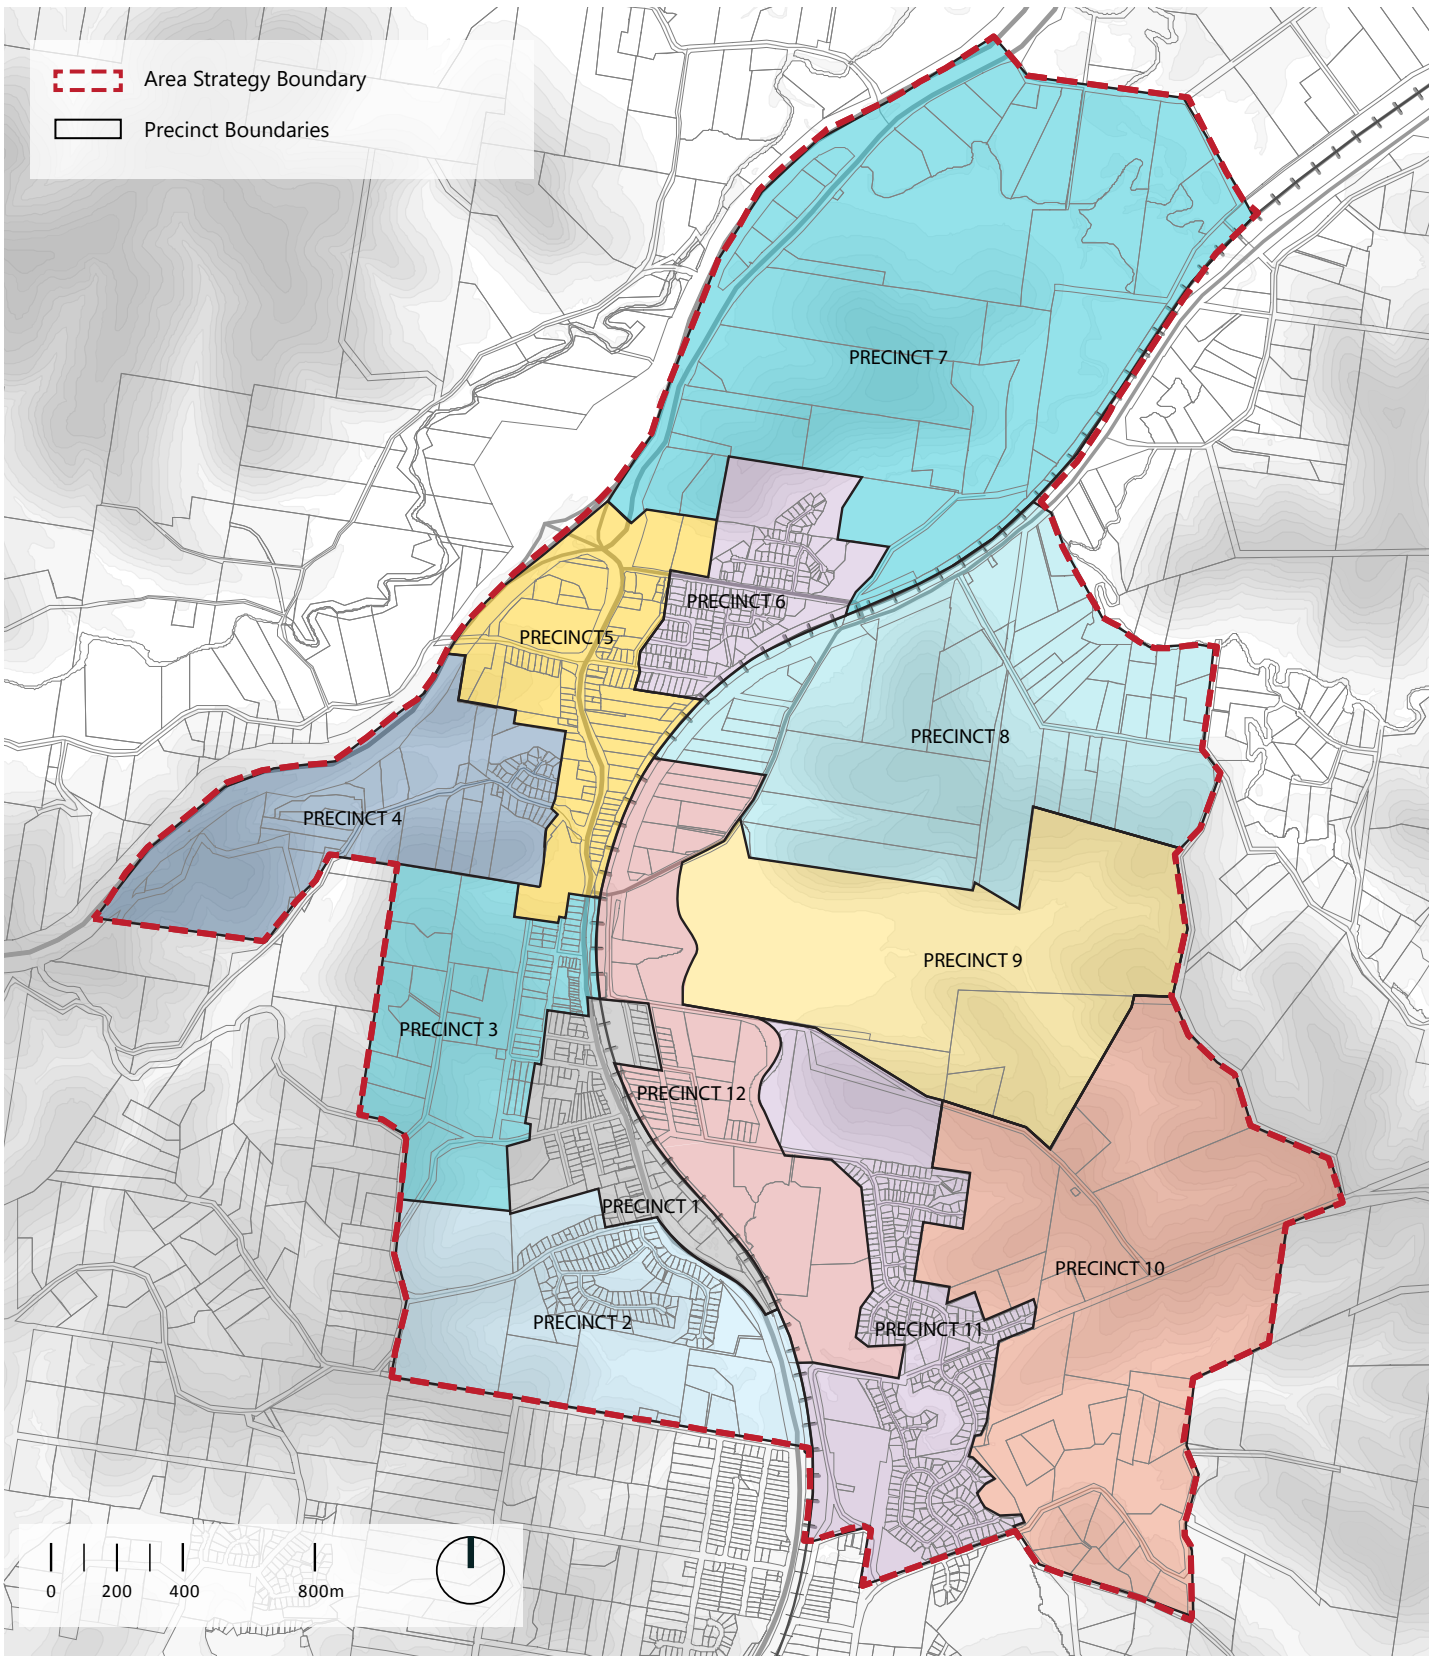 Area Strategy Boundary
Precinct Boundaries
PRECINCT 7
PRECINCT 6
PRECINCT5
PRECINCT 8
PRECINCT 4
PRECINCT 9
PRECINCT 3
PRECINCT 12
PRECINCT 1
PRECINCT 10
PRECINCT 2
PRECINCT 11
0 200 400 800m